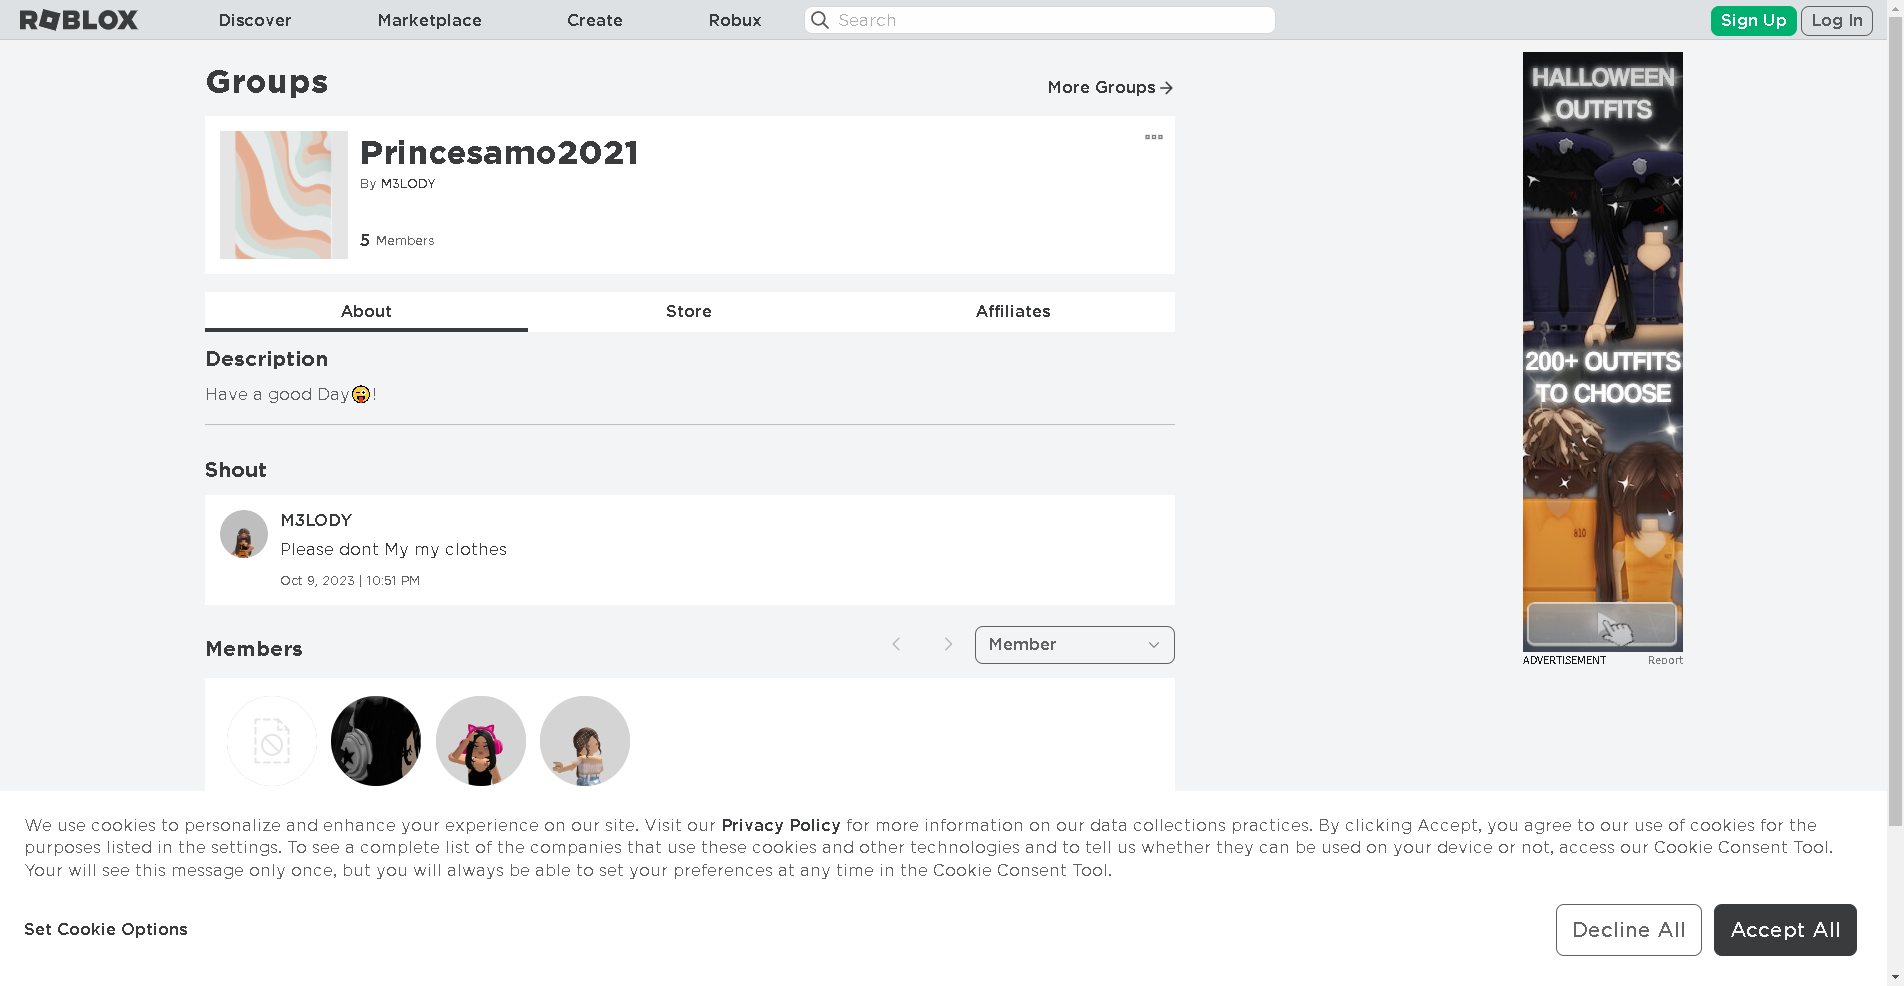 ROBLOX
Discover
Marketplace
Create
Robux
Search
Sign Up
Log In
Groups
More Groups
Princesamo2021
By M3LODY
5 Members
About
Store
Affiliates
Description
Have a good Day😜!
Shout
M3LODY
Please dont My my clothes
Oct 9, 2023 | 10:51 PM
Members
Member
HALLOWEEN
OUTFITS
200+ OUTFITS
TO CHOOSE
810
ADVERTISEMENT
Report
We use cookies to personalize and enhance your experience on our site. Visit our Privacy Policy for more information on our data collections practices. By clicking Accept, you agree to our use of cookies for the
purposes listed in the settings. To see a complete list of the companies that use these cookies and other technologies and to tell us whether they can be used on your device or not, access our Cookie Consent Tool.
Your will see this message only once, but you will always be able to set your preferences at any time in the Cookie Consent Tool.
Set Cookie Options
Decline All
Accept All